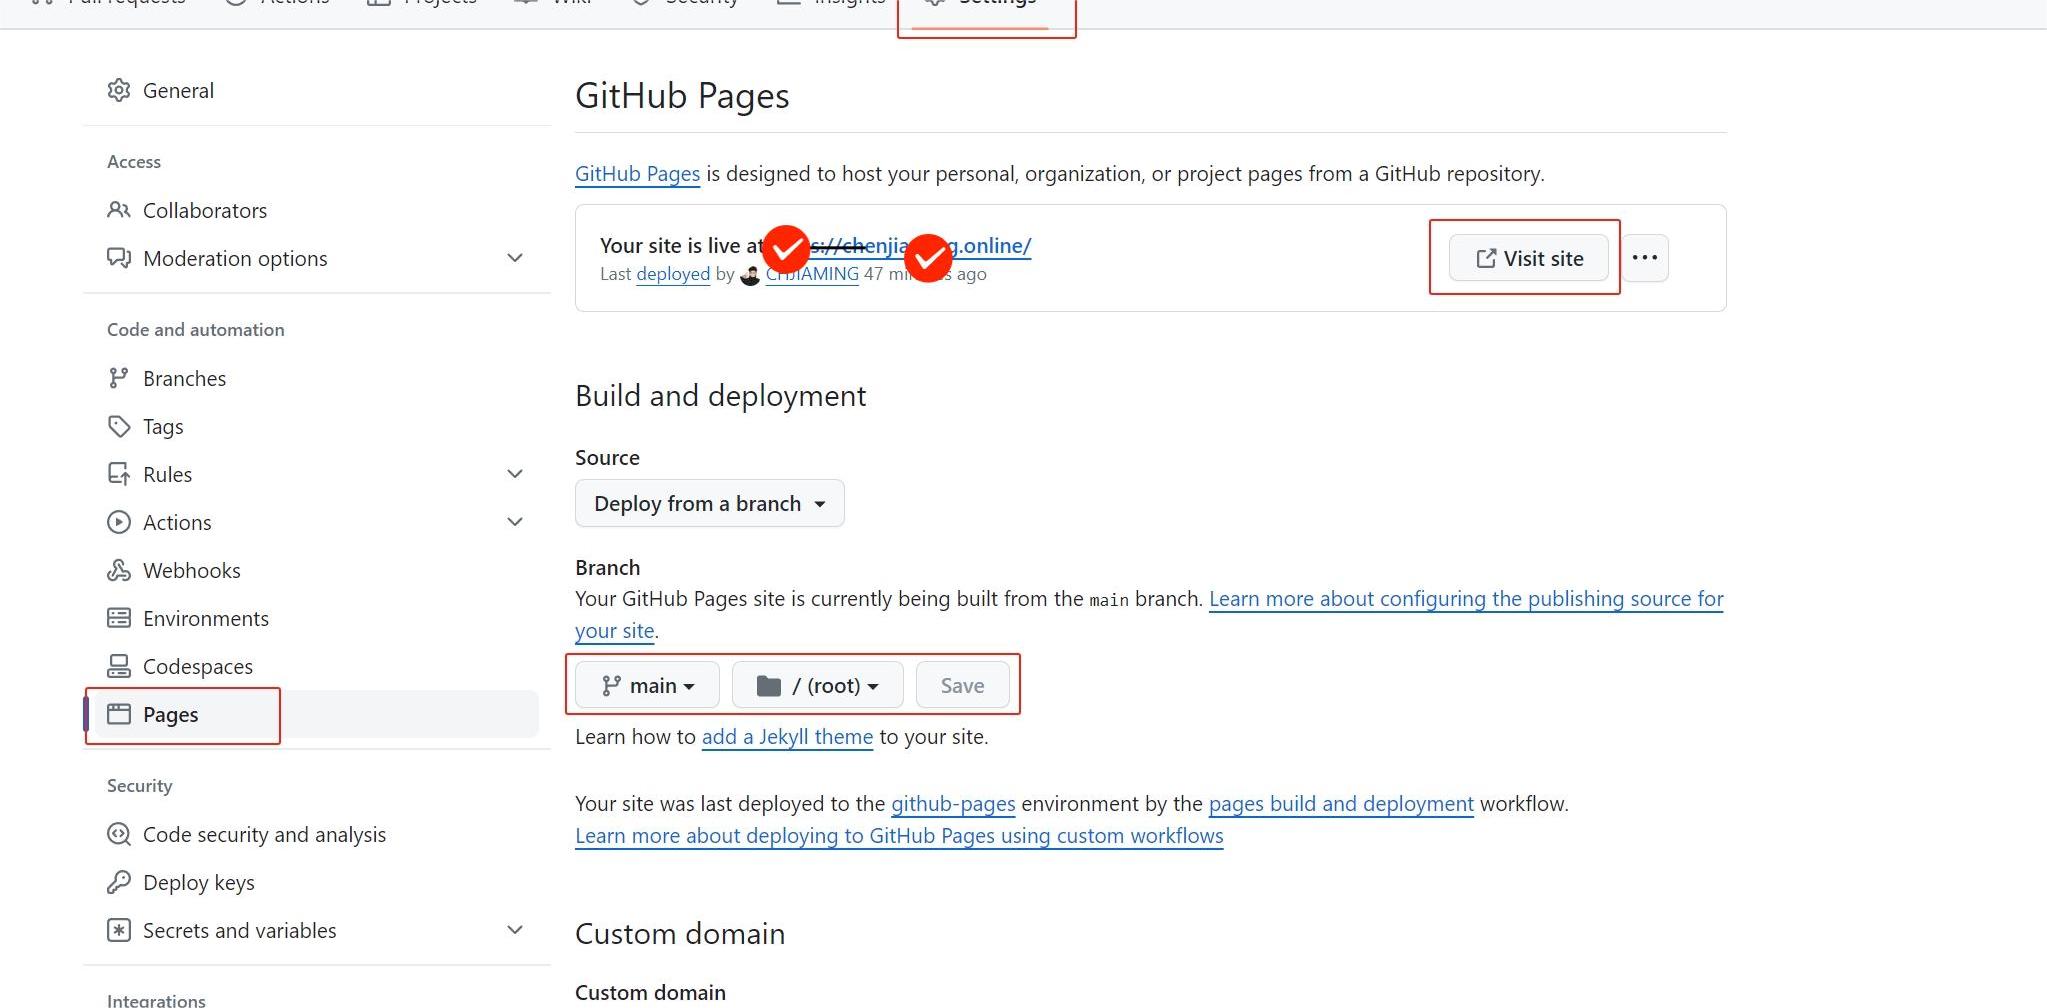 Pull requests Actions Projects Wiki Security Insights Settings
General
Access
Collaborators
Moderation options
Code and automation
Branches
Tags
Rules
Actions
Webhooks
Environments
Codespaces
Pages
Security
Code security and analysis
Deploy keys
Secrets and variables
Integrations
GitHub Pages
GitHub Pages is designed to host your personal, organization, or project pages from a GitHub repository.
Your site is live at
Last deployed by CHJIAMING 47 ago
Visit site
Build and deployment
Source
Deploy from a branch
Branch
Your GitHub Pages site is currently being built from the main branch. Learn more about configuring the publishing source for
your site.
main / (root) Save
Learn how to add a Jekyll theme to your site.
Your site was last deployed to the github-pages environment by the pages build and deployment workflow.
Learn more about deploying to GitHub Pages using custom workflows
Custom domain
Custom domain